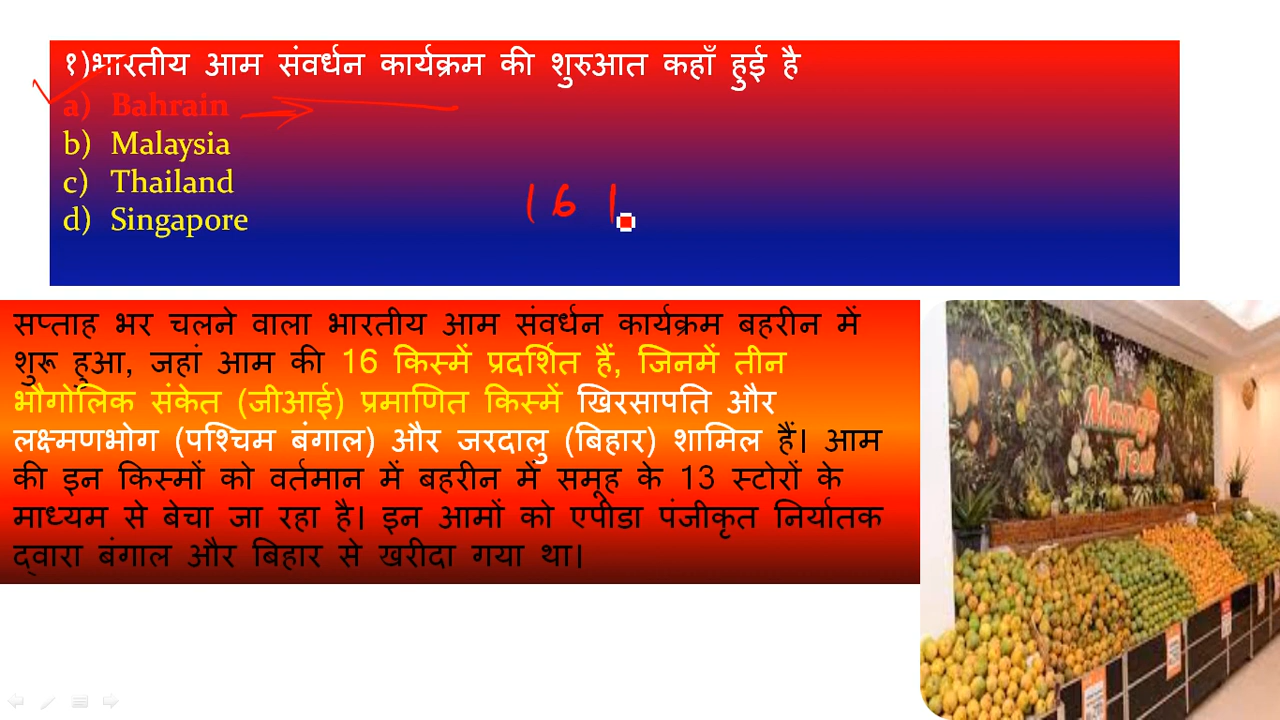 १)भारतीय आम संवर्धन कार्यक्रम की शुरुआत कहाँ हुई है
a) Bahrain
b) Malaysia
c) Thailand
d) Singapore
16 1
सप्ताह भर चलने वाला भारतीय आम संवर्धन कार्यक्रम बहरीन में
शुरू हुआ, जहां आम की 16 किस्में प्रदर्शित हैं, जिनमें तीन
भौगोलिक संकेत (जीआई) प्रमाणित किस्में खिरसापति और
लक्ष्मणभोग (पश्चिम बंगाल) और जरदालु (बिहार) शामिल हैं। आम
की इन किस्मों को वर्तमान में बहरीन में समूह के 13 स्टोरों के
माध्यम से बेचा जा रहा है। इन आमों को एपीडा पंजीकृत निर्यातक
द्वारा बंगाल और बिहार से खरीदा गया था।
Mango